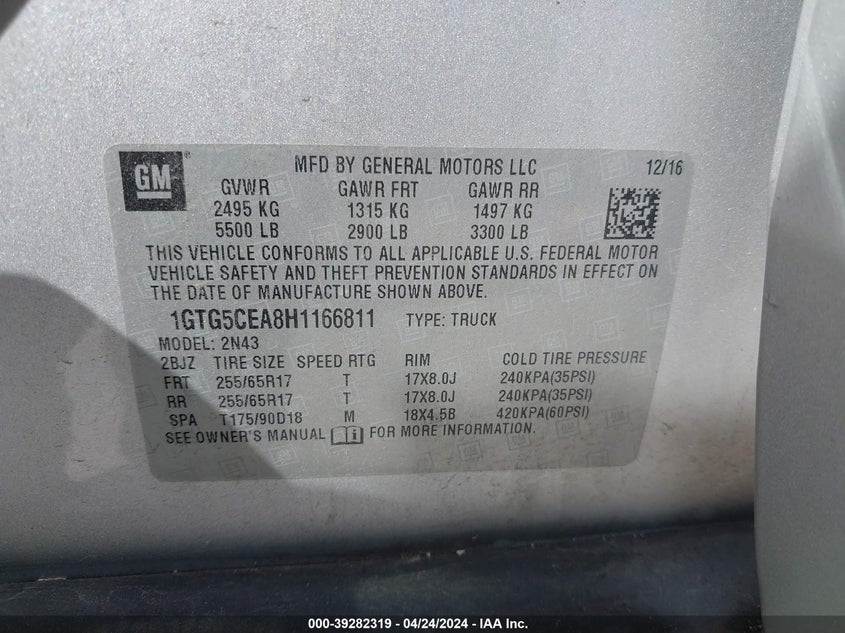 GM MFD BY GENERAL MOTORS LLC 12/16
GVWR GAWR FRT GAWR RR
2495 KG 1315 KG 1497 KG
5500 LB 2900 LB 3300 LB
THIS VEHICLE CONFORMS TO ALL APPLICABLE U.S. FEDERAL MOTOR
VEHICLE SAFETY AND THEFT PREVENTION STANDARDS IN EFFECT ON
THE DATE OF MANUFACTURE SHOWN ABOVE.
1GTG5CEA8H1166811 TYPE: TRUCK
MODEL: 2N43
2BJZ TIRE SIZE SPEED RTG RIM COLD TIRE PRESSURE
FRT 255/65R17 T 17X8.0J 240KPA(35PSI)
RR 255/65R17 T 17X8.0J 240KPA(35PSI)
SPA T175/90D18 M 18X4.5B 420KPA(60PSI)
SEE OWNER'S MANUAL FOR MORE INFORMATION.
000-39282319 - 04/24/2024 - IAA Inc.